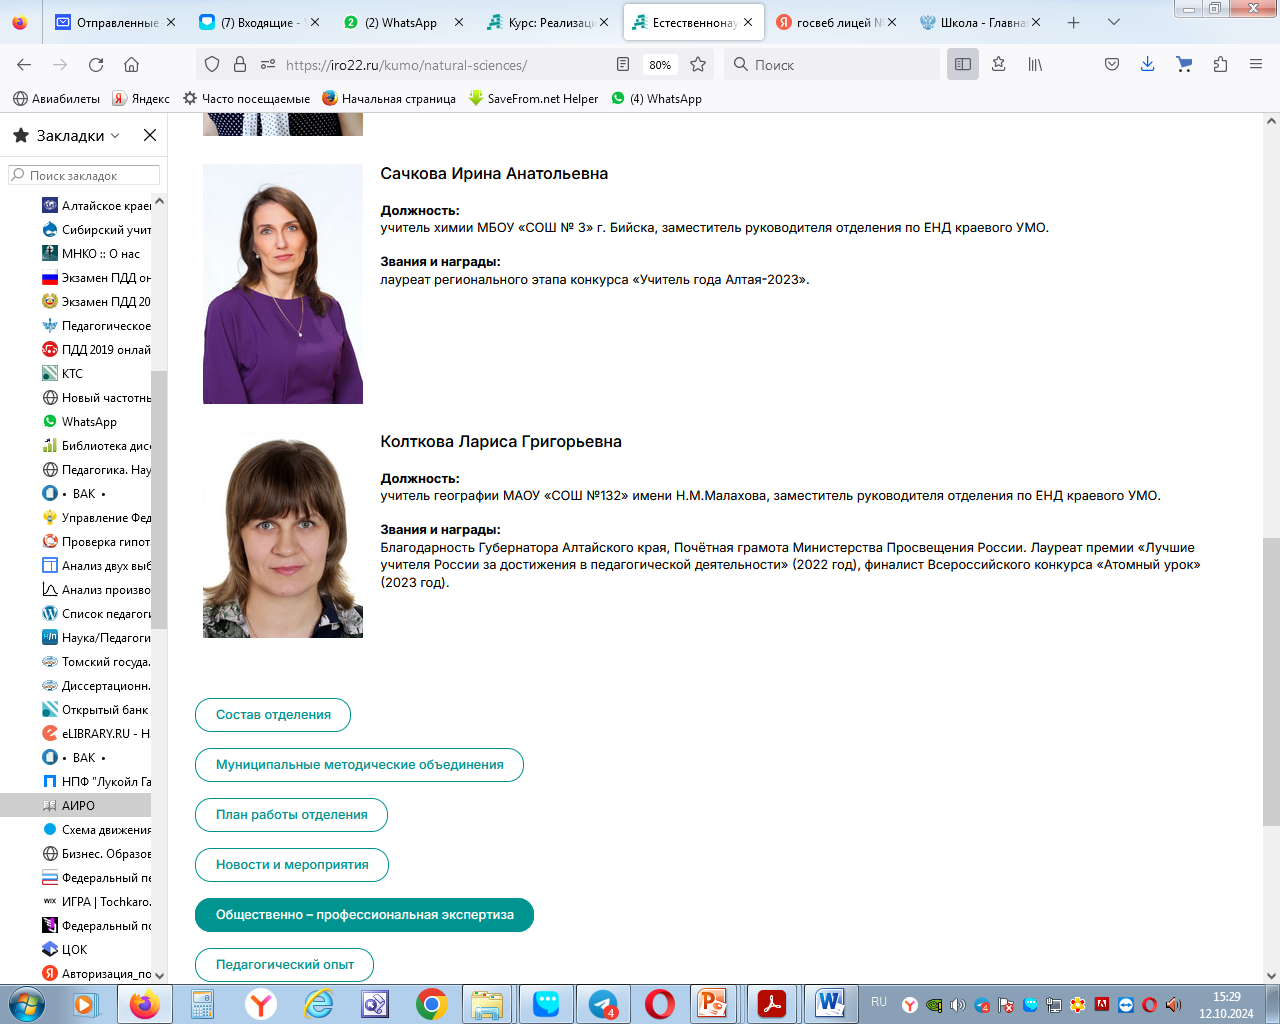 Отправленные
(7) Входящие -
(2) WhatsApp
Курс: Реализаци
Естественнонау
госвеб лицей №
Школа - Главна
https://iro22.ru/kumo/natural-sciences/
80%
Поиск
Авиабилеты
Яндекс
Часто посещаемые
Начальная страница
SaveFrom.net Helper
(4) WhatsApp
Закладки
Поиск закладок
Алтайское крае
Сибирский учит
МНКО :: О нас
Экзамен ПДД он
Экзамен ПДД 20
Педагогическое
ПДД 2019 онлай
КТС
Новый частотнь
WhatsApp
Библиотека дисс
Педагогика. Нау
• ВАК •
Управление Фед
Проверка гипот
Анализ двух выб
Анализ произво
Список педагоги
Наука/Педагоги
Томский госуда.
Диссертационн.
Открытый банк
eLIBRARY.RU - Н
• ВАК •
НПФ "Лукойл Га
АИРО
Схема движения
Бизнес. Образов
Федеральный пе
WIX
ИГРА | Tochkaro.
Федеральный по
ЦОК
Авторизация_по
Сачкова Ирина Анатольевна
Должность:
учитель химии МБОУ «СОШ № 3» г. Бийска, заместитель руководителя отделения по ЕНД краевого УМО.
Звания и награды:
лауреат регионального этапа конкурса «Учитель года Алтая-2023».
Колткова Лариса Григорьевна
Должность:
учитель географии МАОУ «СОШ №132» имени Н.М.Малахова, заместитель руководителя отделения по ЕНД краевого УМО.
Звания и награды:
Благодарность Губернатора Алтайского края, Почётная грамота Министерства Просвещения России. Лауреат премии «Лучшие
учителя России за достижения в педагогической деятельности» (2022 год), финалист Всероссийского конкурса «Атомный урок»
(2023 год).
Состав отделения
Муниципальные методические объединения
План работы отделения
Новости и мероприятия
Общественно – профессиональная экспертиза
Педагогический опыт
4
RU
15:29
12.10.2024